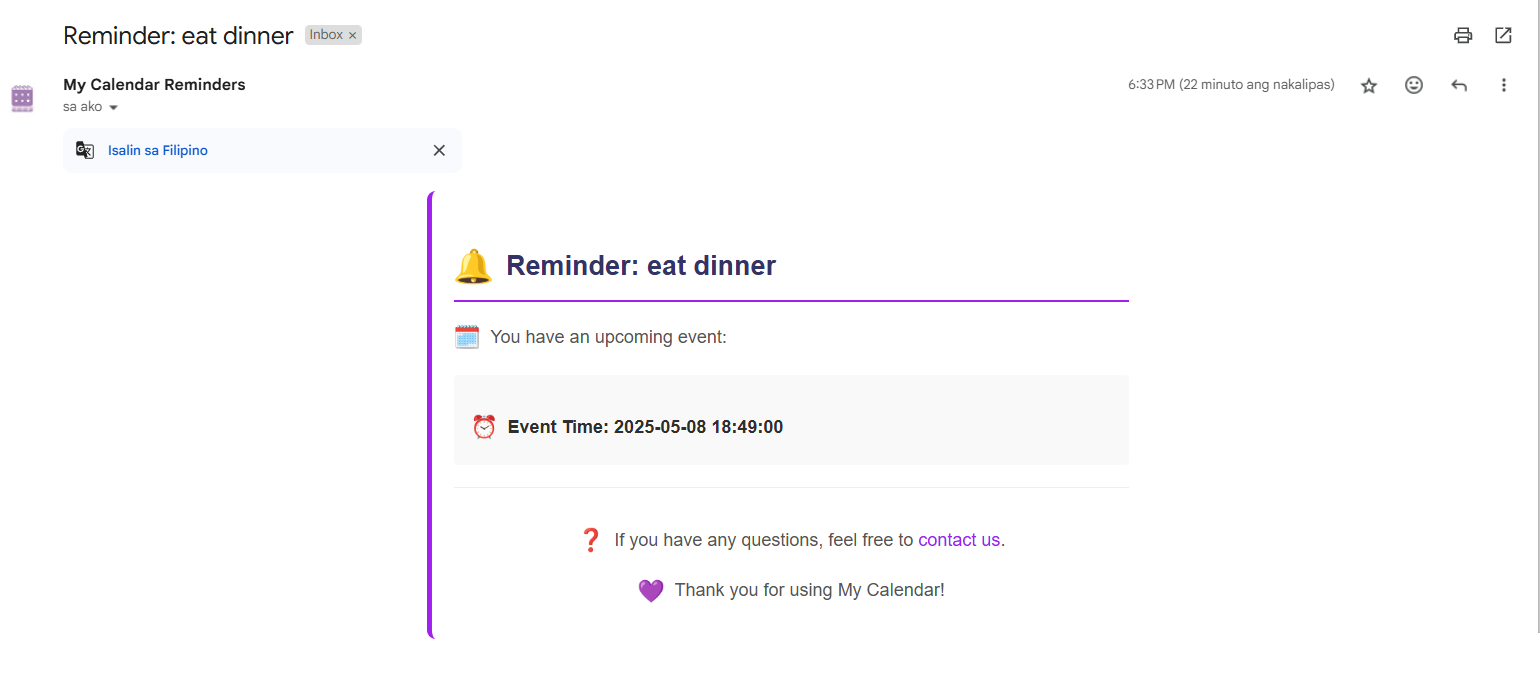 Reminder: eat dinner Inbox ×
My Calendar Reminders
6:33 PM (22 minuto ang nakalipas)
sa ako
Isalin sa Filipino
Reminder: eat dinner
You have an upcoming event:
Event Time: 2025-05-08 18:49:00
If you have any questions, feel free to contact us.
Thank you for using My Calendar!